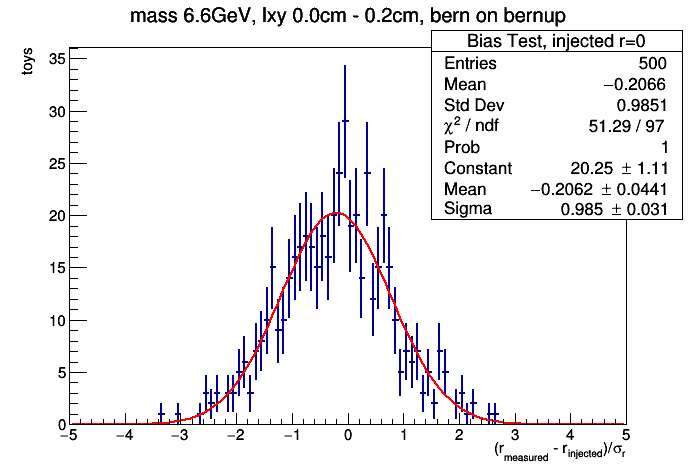 mass 6.6GeV, lxy 0.0cm - 0.2cm, bern on bernup
Bias Test, injected r=0
Entries 500
Mean −0.2066
Std Dev 0.9851
χ² / ndf 51.29 / 97
Prob 1
Constant 20.25 ± 1.11
Mean −0.2062 ± 0.0441
Sigma 0.985 ± 0.031
toys
35
30
25
20
15
10
5
0
−5 −4 −3 −2 −1 0 1 2 3 4 5
(r_measured - r_injected)/σ_r